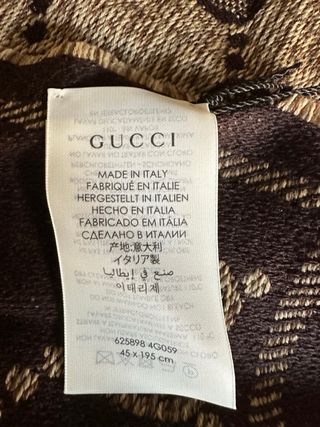 GUCCI
MADE IN ITALY
FABRIQUÉ EN ITALIE
HERGESTELLT IN ITALIEN
HECHO EN ITALIA
FABRICADO EM ITÁLIA
СДЕЛАНО В ИТАЛИИ
产地:意大利
イタリア製
صنع في إيطاليا
이태리제
625898 4G059
45 x 195 cm